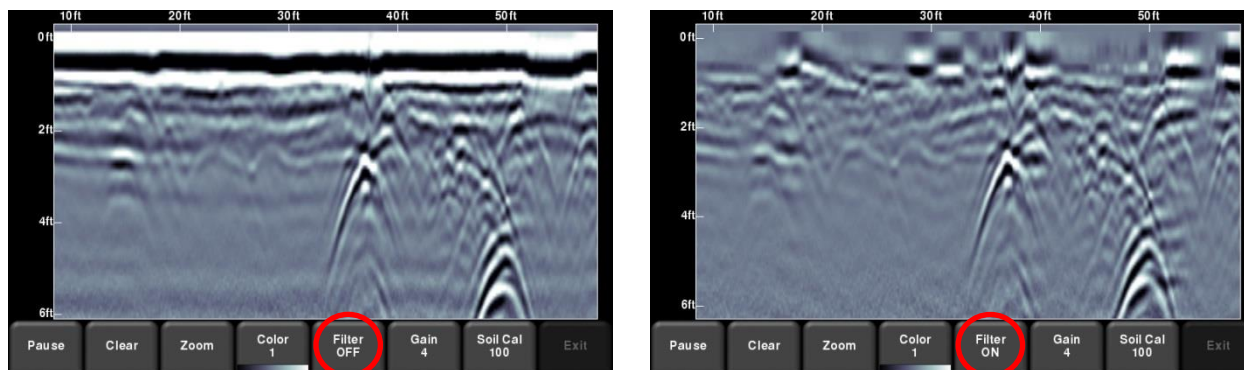 10ft 20ft 30ft 40ft 50ft
0ft
2ft
4ft
6ft
Pause Clear Zoom Color 1 Filter OFF Gain 4 Soil Cal 100 Exit
10ft 20ft 30ft 40ft 50ft
0ft
2ft
4ft
6ft
Pause Clear Zoom Color 1 Filter ON Gain 4 Soil Cal 100 Exit